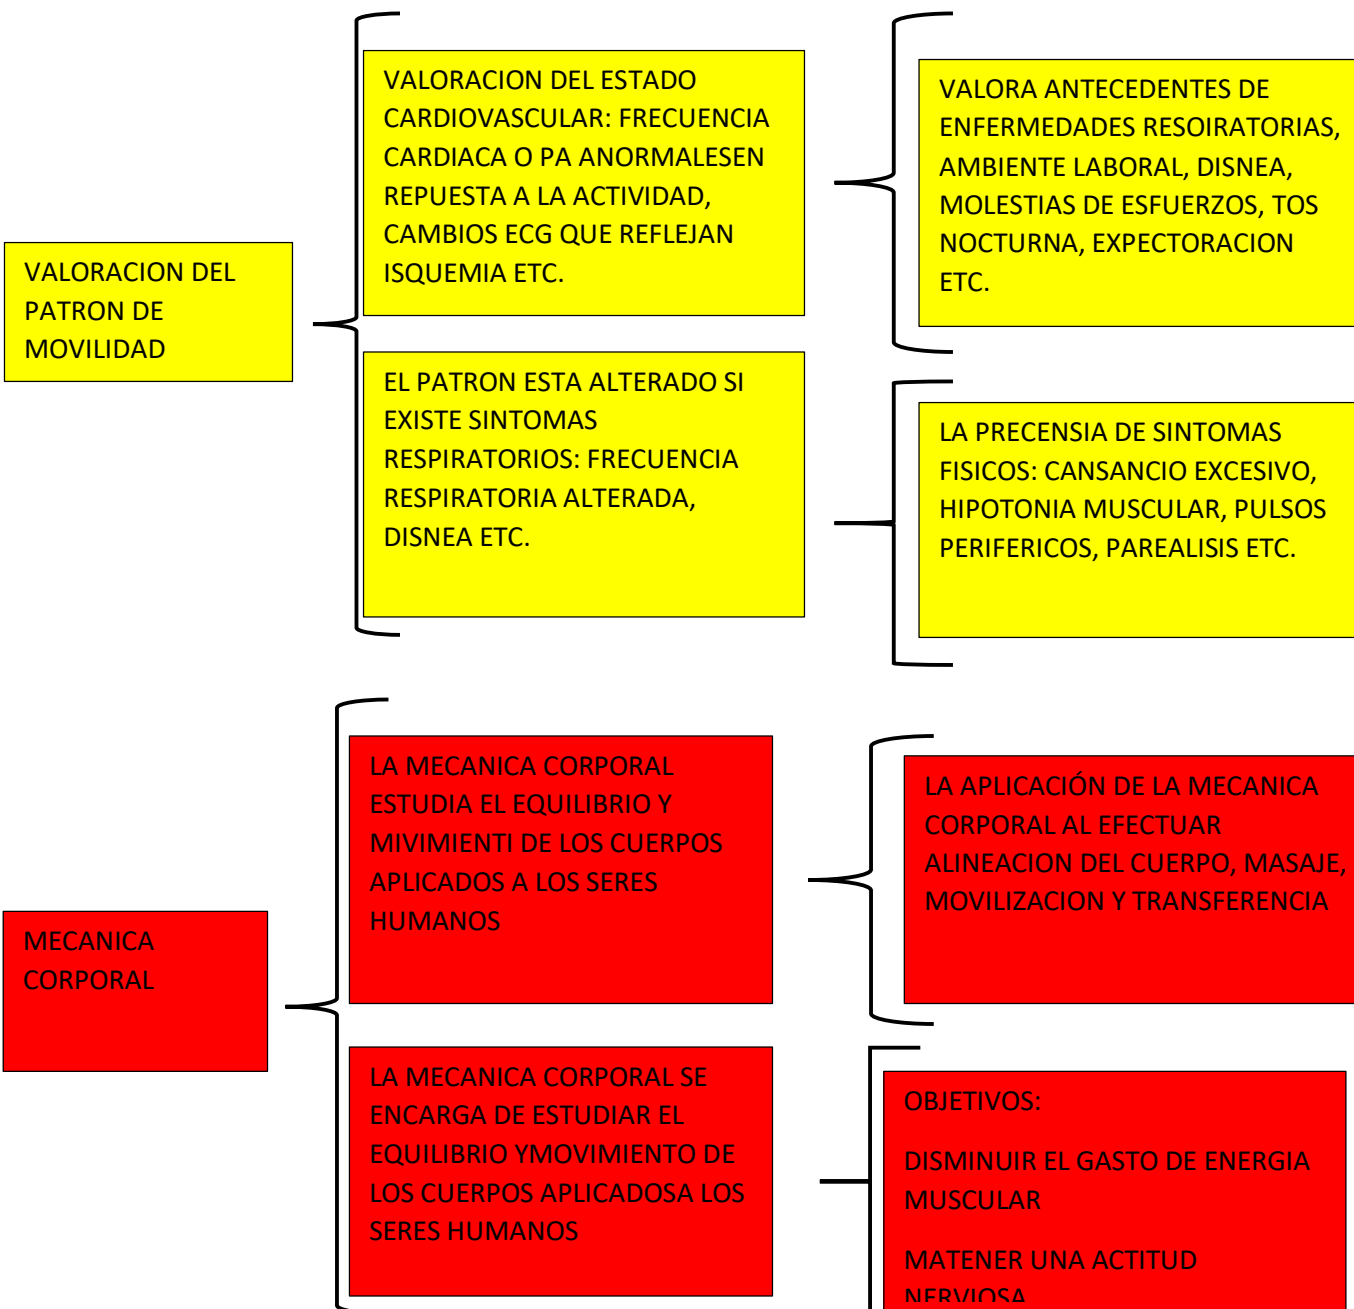 VALORACION DEL
PATRON DE
MOVILIDAD
VALORACION DEL ESTADO
CARDIOVASCULAR: FRECUENCIA
CARDIACA O PA ANORMALESEN
REPUESTA A LA ACTIVIDAD,
CAMBIOS ECG QUE REFLEJAN
ISQUEMIA ETC.
VALORA ANTECEDENTES DE
ENFERMEDADES RESOIRATORIAS,
AMBIENTE LABORAL, DISNEA,
MOLESTIAS DE ESFUERZOS, TOS
NOCTURNA, EXPECTORACION
ETC.
EL PATRON ESTA ALTERADO SI
EXISTE SINTOMAS
RESPIRATORIOS: FRECUENCIA
RESPIRATORIA ALTERADA,
DISNEA ETC.
LA PRECENSIA DE SINTOMAS
FISICOS: CANSANCIO EXCESIVO,
HIPOTONIA MUSCULAR, PULSOS
PERIFERICOS, PAREALISIS ETC.
MECANICA
CORPORAL
LA MECANICA CORPORAL
ESTUDIA EL EQUILIBRIO Y
MIVIMIENTI DE LOS CUERPOS
APLICADOS A LOS SERES
HUMANOS
LA APLICACIÓN DE LA MECANICA
CORPORAL AL EFECTUAR
ALINEACION DEL CUERPO, MASAJE,
MOVILIZACION Y TRANSFERENCIA
LA MECANICA CORPORAL SE
ENCARGA DE ESTUDIAR EL
EQUILIBRIO YMOVIMIENTO DE
LOS CUERPOS APLICADOSA LOS
SERES HUMANOS
OBJETIVOS:
DISMINUIR EL GASTO DE ENERGIA
MUSCULAR
MATENER UNA ACTITUD
NERVIOSA